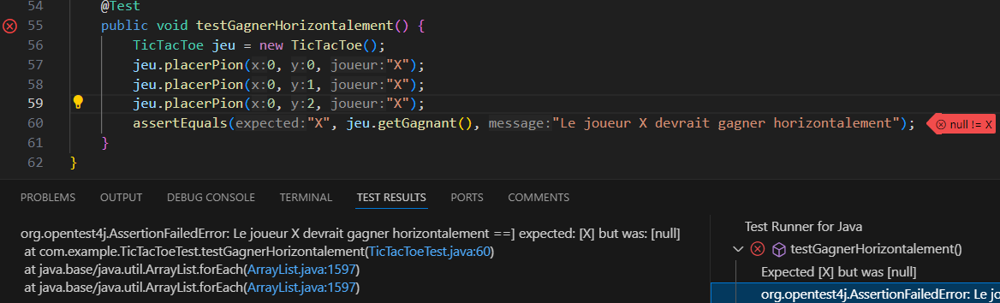 54 @Test
55 public void testGagnerHorizontalement() {
56 TicTacToe jeu = new TicTacToe();
57 jeu.placerPion(x:0, y:0, joueur:"X");
58 jeu.placerPion(x:0, y:1, joueur:"X");
59 jeu.placerPion(x:0, y:2, joueur:"X");
60 assertEquals(expected:"X", jeu.getGagnant(), message:"Le joueur X devrait gagner horizontalement"); null != X
61 }
62 }
PROBLEMS OUTPUT DEBUG CONSOLE TERMINAL TEST RESULTS PORTS COMMENTS
org.opentest4j.AssertionFailedError: Le joueur X devrait gagner horizontalement ==] expected: [X] but was: [null]
at com.example.TicTacToeTest.testGagnerHorizontalement(TicTacToeTest.java:60)
at java.base/java.util.ArrayList.forEach(ArrayList.java:1597)
at java.base/java.util.ArrayList.forEach(ArrayList.java:1597)
Test Runner for Java
testGagnerHorizontalement()
Expected [X] but was [null]
org.opentest4j.AssertionFailedError: Le jo